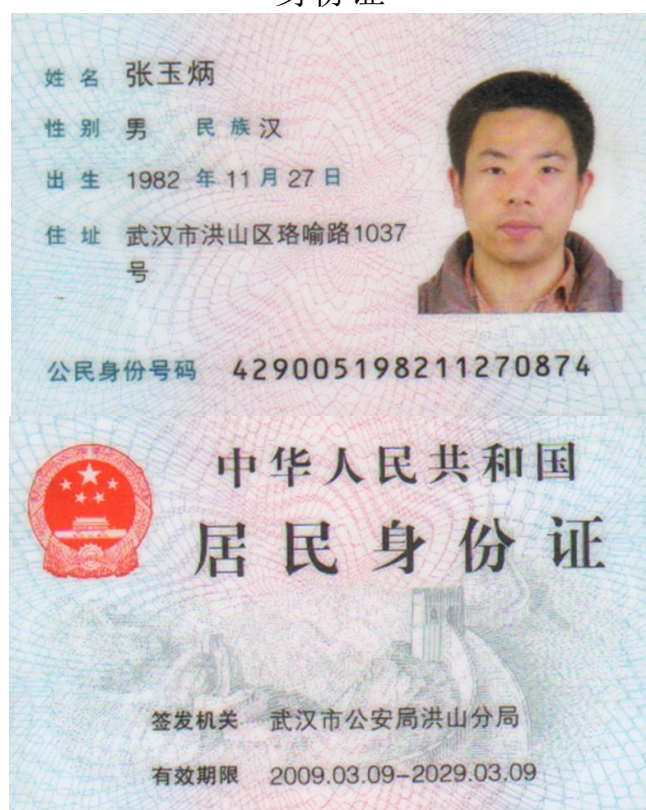 身份证
姓名 张玉炳
性别 男 民族 汉
出生 1982 年 11 月 27 日
住址 武汉市洪山区珞喻路1037
号
公民身份号码 429005198211270874
中华人民共和国
居民身份证
签发机关 武汉市公安局洪山分局
有效期限 2009.03.09-2029.03.09